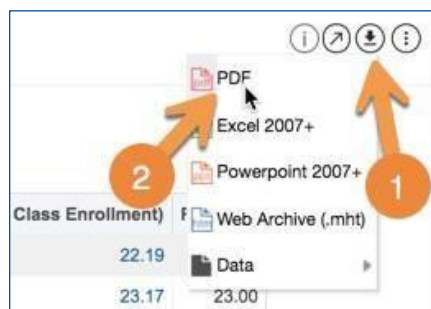 PDF
Excel 2007+
2
Powerpoint 2007+
1
Class Enrollment)
Web Archive (.mht)
22.19
Data
23.17 23.00